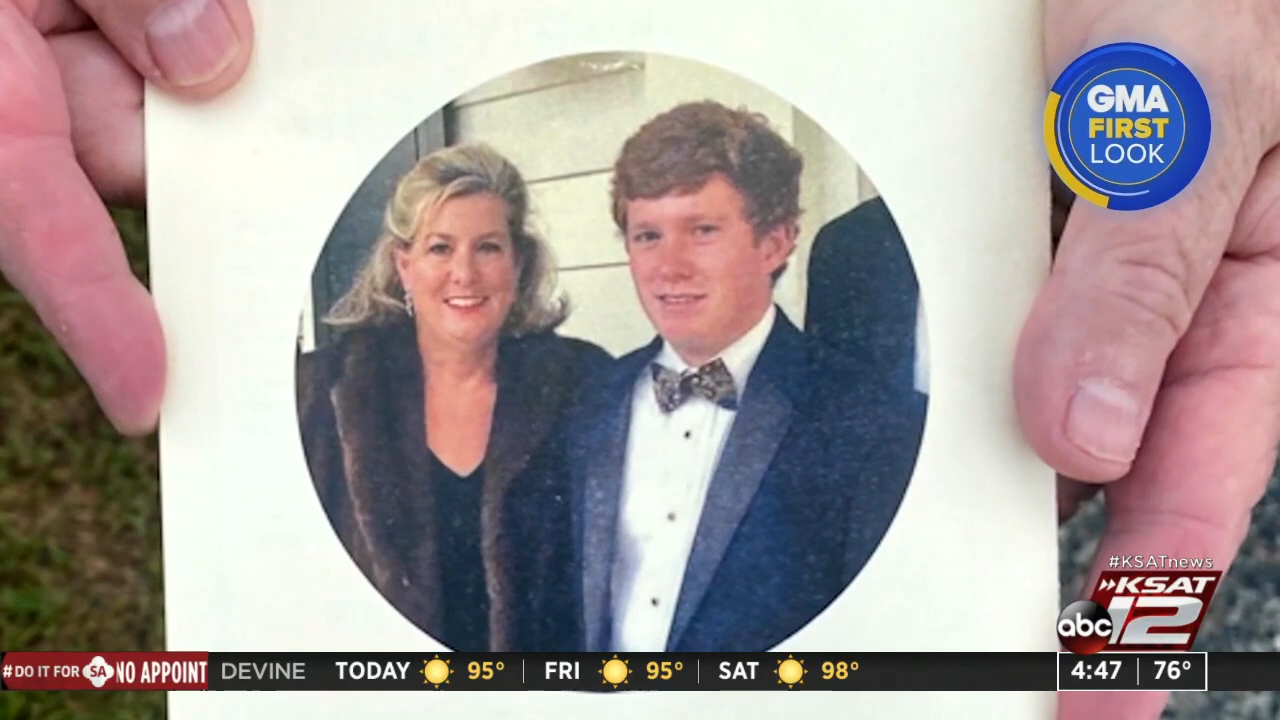 GMA
FIRST
LOOK
#KSATnews
KSAT
abc 12
#DO IT FOR SA NO APPOINT DEVINE TODAY 95° FRI 95° SAT 98° 4:47 76°